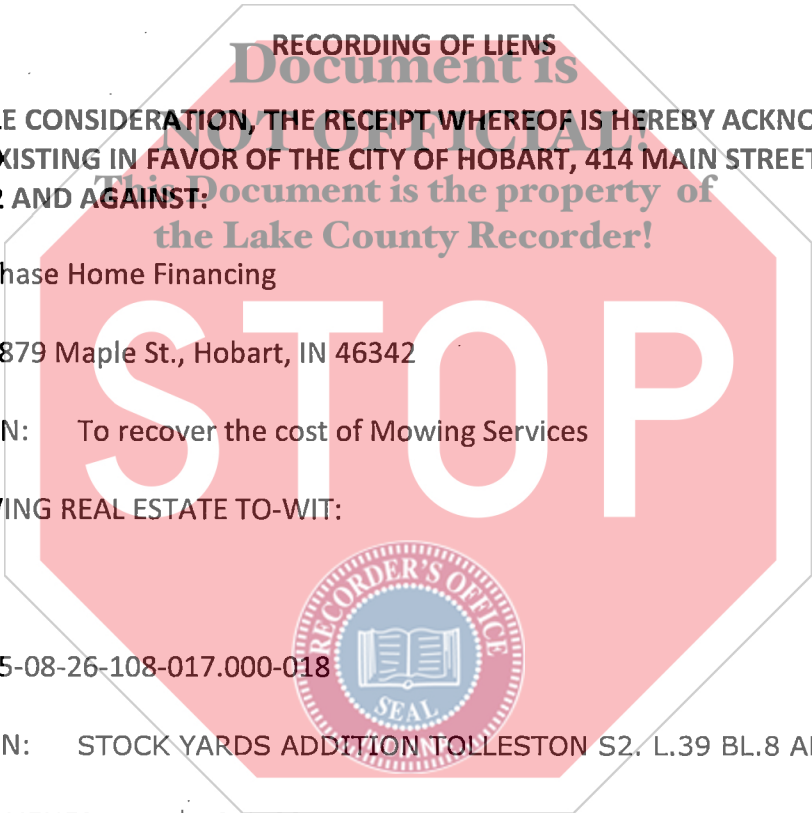 RECORDING OF LIENS
Document is
LE CONSIDERATION, THE RECEIPT WHEREOF IS HEREBY ACKNO
NOT OFFICIAL!
XISTING IN FAVOR OF THE CITY OF HOBART, 414 MAIN STREET
This Document is the property of
2 AND AGAINST:
the Lake County Recorder!
hase Home Financing
STOP
879 Maple St., Hobart, IN 46342
N: To recover the cost of Mowing Services
VING REAL ESTATE TO-WIT:
RECORDER'S OFFICE
SEAL
5-08-26-108-017.000-018
N: STOCK YARDS ADDITION TOLLESTON S2. L.39 BL.8